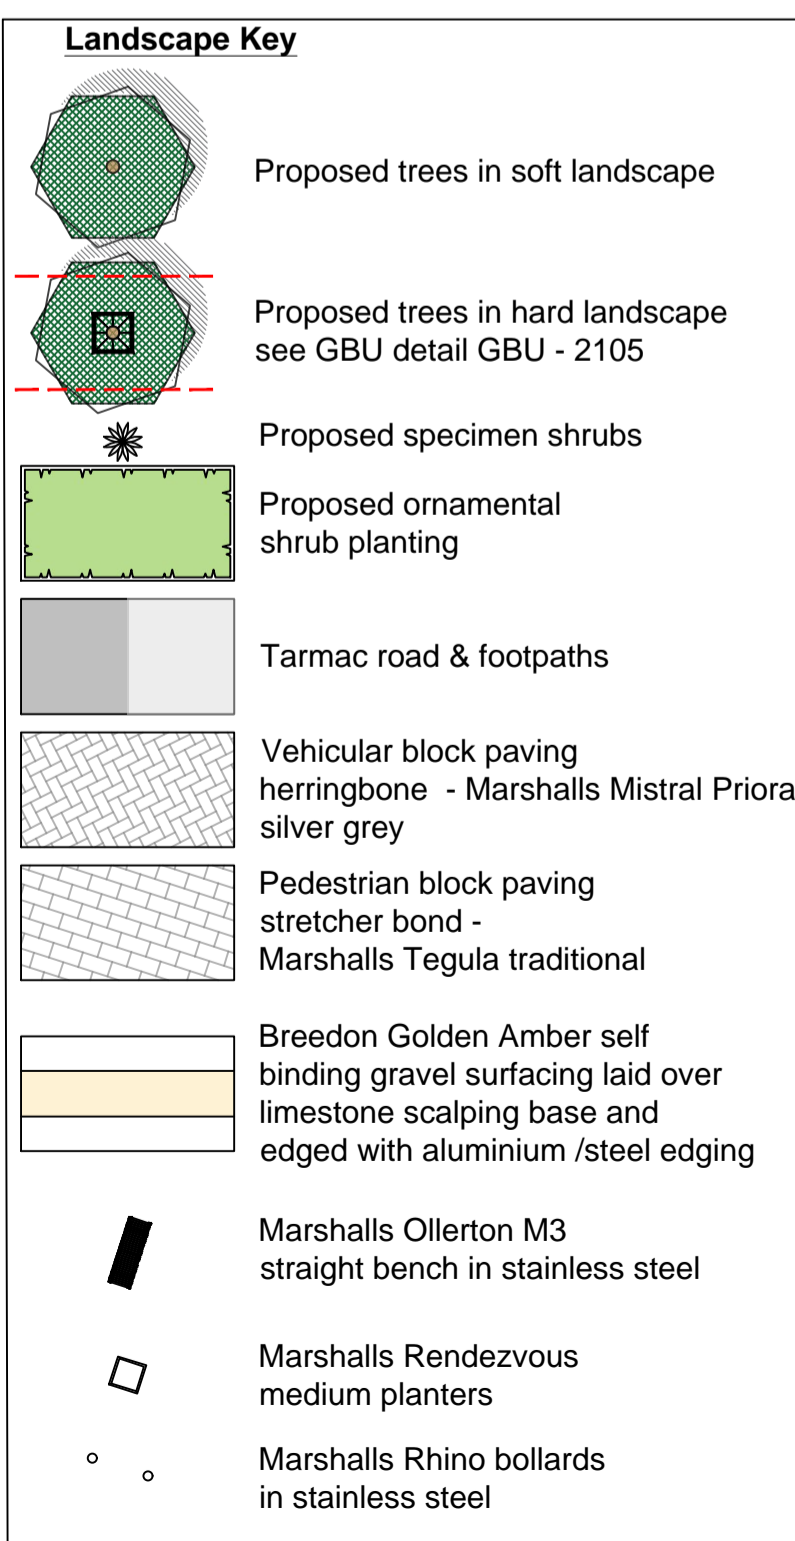 Landscape Key
Proposed trees in soft landscape
Proposed trees in hard landscape
see GBU detail GBU - 2105
Proposed specimen shrubs
Proposed ornamental
shrub planting
Tarmac road & footpaths
Vehicular block paving
herringbone - Marshalls Mistral Priora
silver grey
Pedestrian block paving
stretcher bond -
Marshalls Tegula traditional
Breedon Golden Amber self
binding gravel surfacing laid over
limestone scalping base and
edged with aluminium /steel edging
Marshalls Ollerton M3
straight bench in stainless steel
Marshalls Rendezvous
medium planters
Marshalls Rhino bollards
in stainless steel